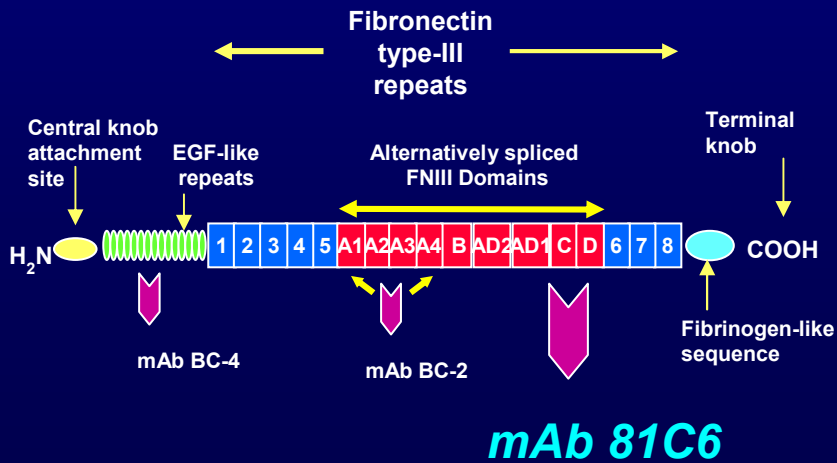 Fibronectin
type-III
repeats
Central knob
attachment
site
EGF-like
repeats
Alternatively spliced
FNIII Domains
Terminal
knob
H2N
1 2 3 4 5 A1 A2 A3 A4 B AD2 AD1 C D 6 7 8
COOH
mAb BC-4
mAb BC-2
Fibrinogen-like
sequence
mAb 81C6